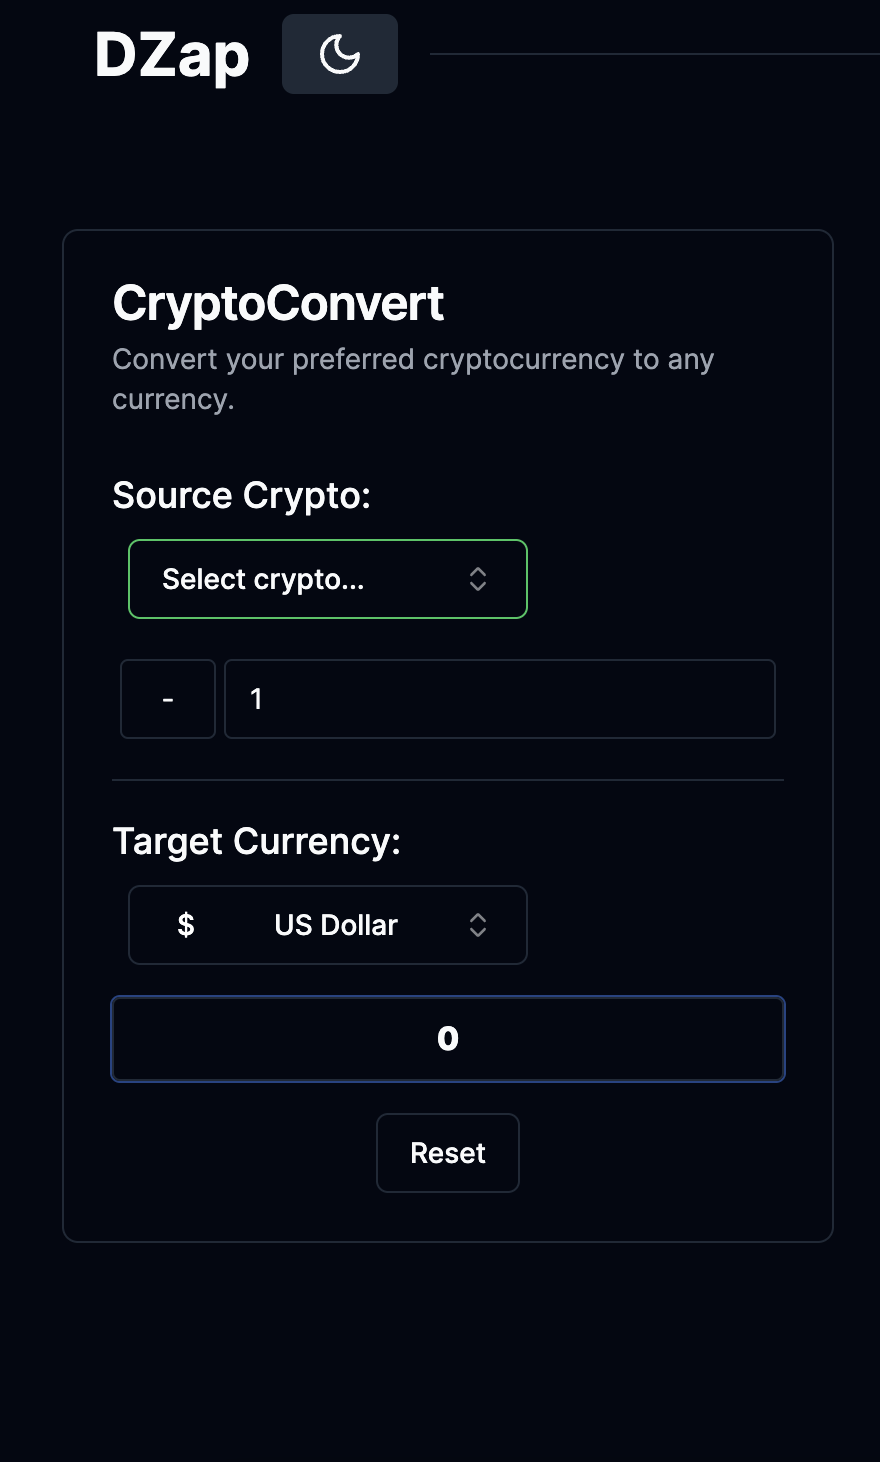 DZap
CryptoConvert
Convert your preferred cryptocurrency to any
currency.
Source Crypto:
Select crypto...
- 1
Target Currency:
$ US Dollar
0
Reset